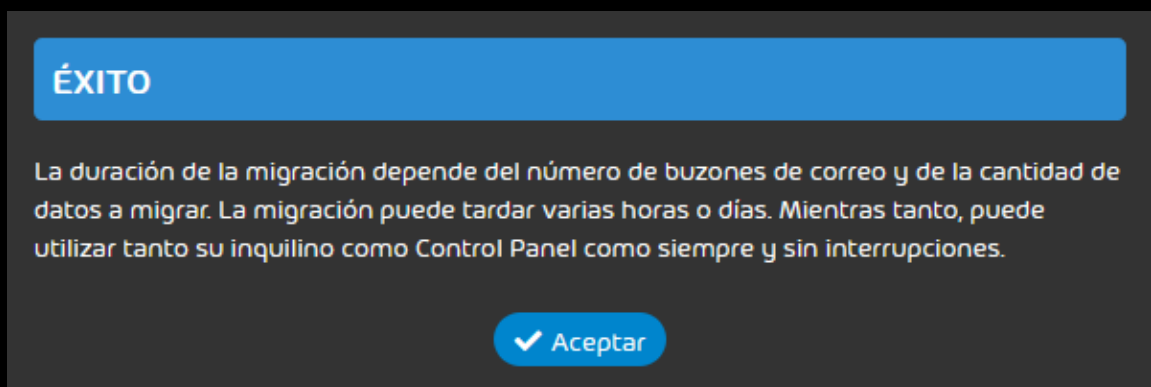 ÉXITO
La duración de la migración depende del número de buzones de correo y de la cantidad de
datos a migrar. La migración puede tardar varias horas o días. Mientras tanto, puede
utilizar tanto su inquilino como Control Panel como siempre y sin interrupciones.
Aceptar